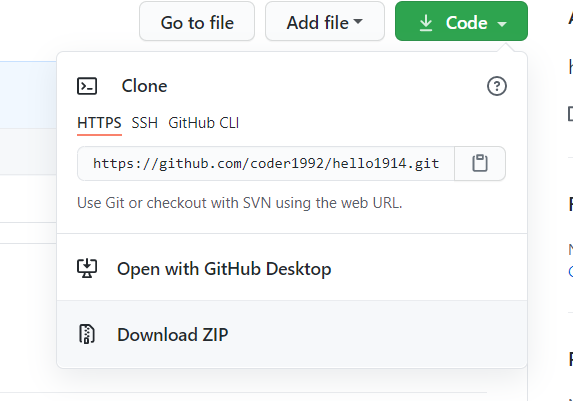 Go to file Add file Code
Clone
HTTPS SSH GitHub CLI
https://github.com/coder1992/hello1914.git
Use Git or checkout with SVN using the web URL.
Open with GitHub Desktop
Download ZIP